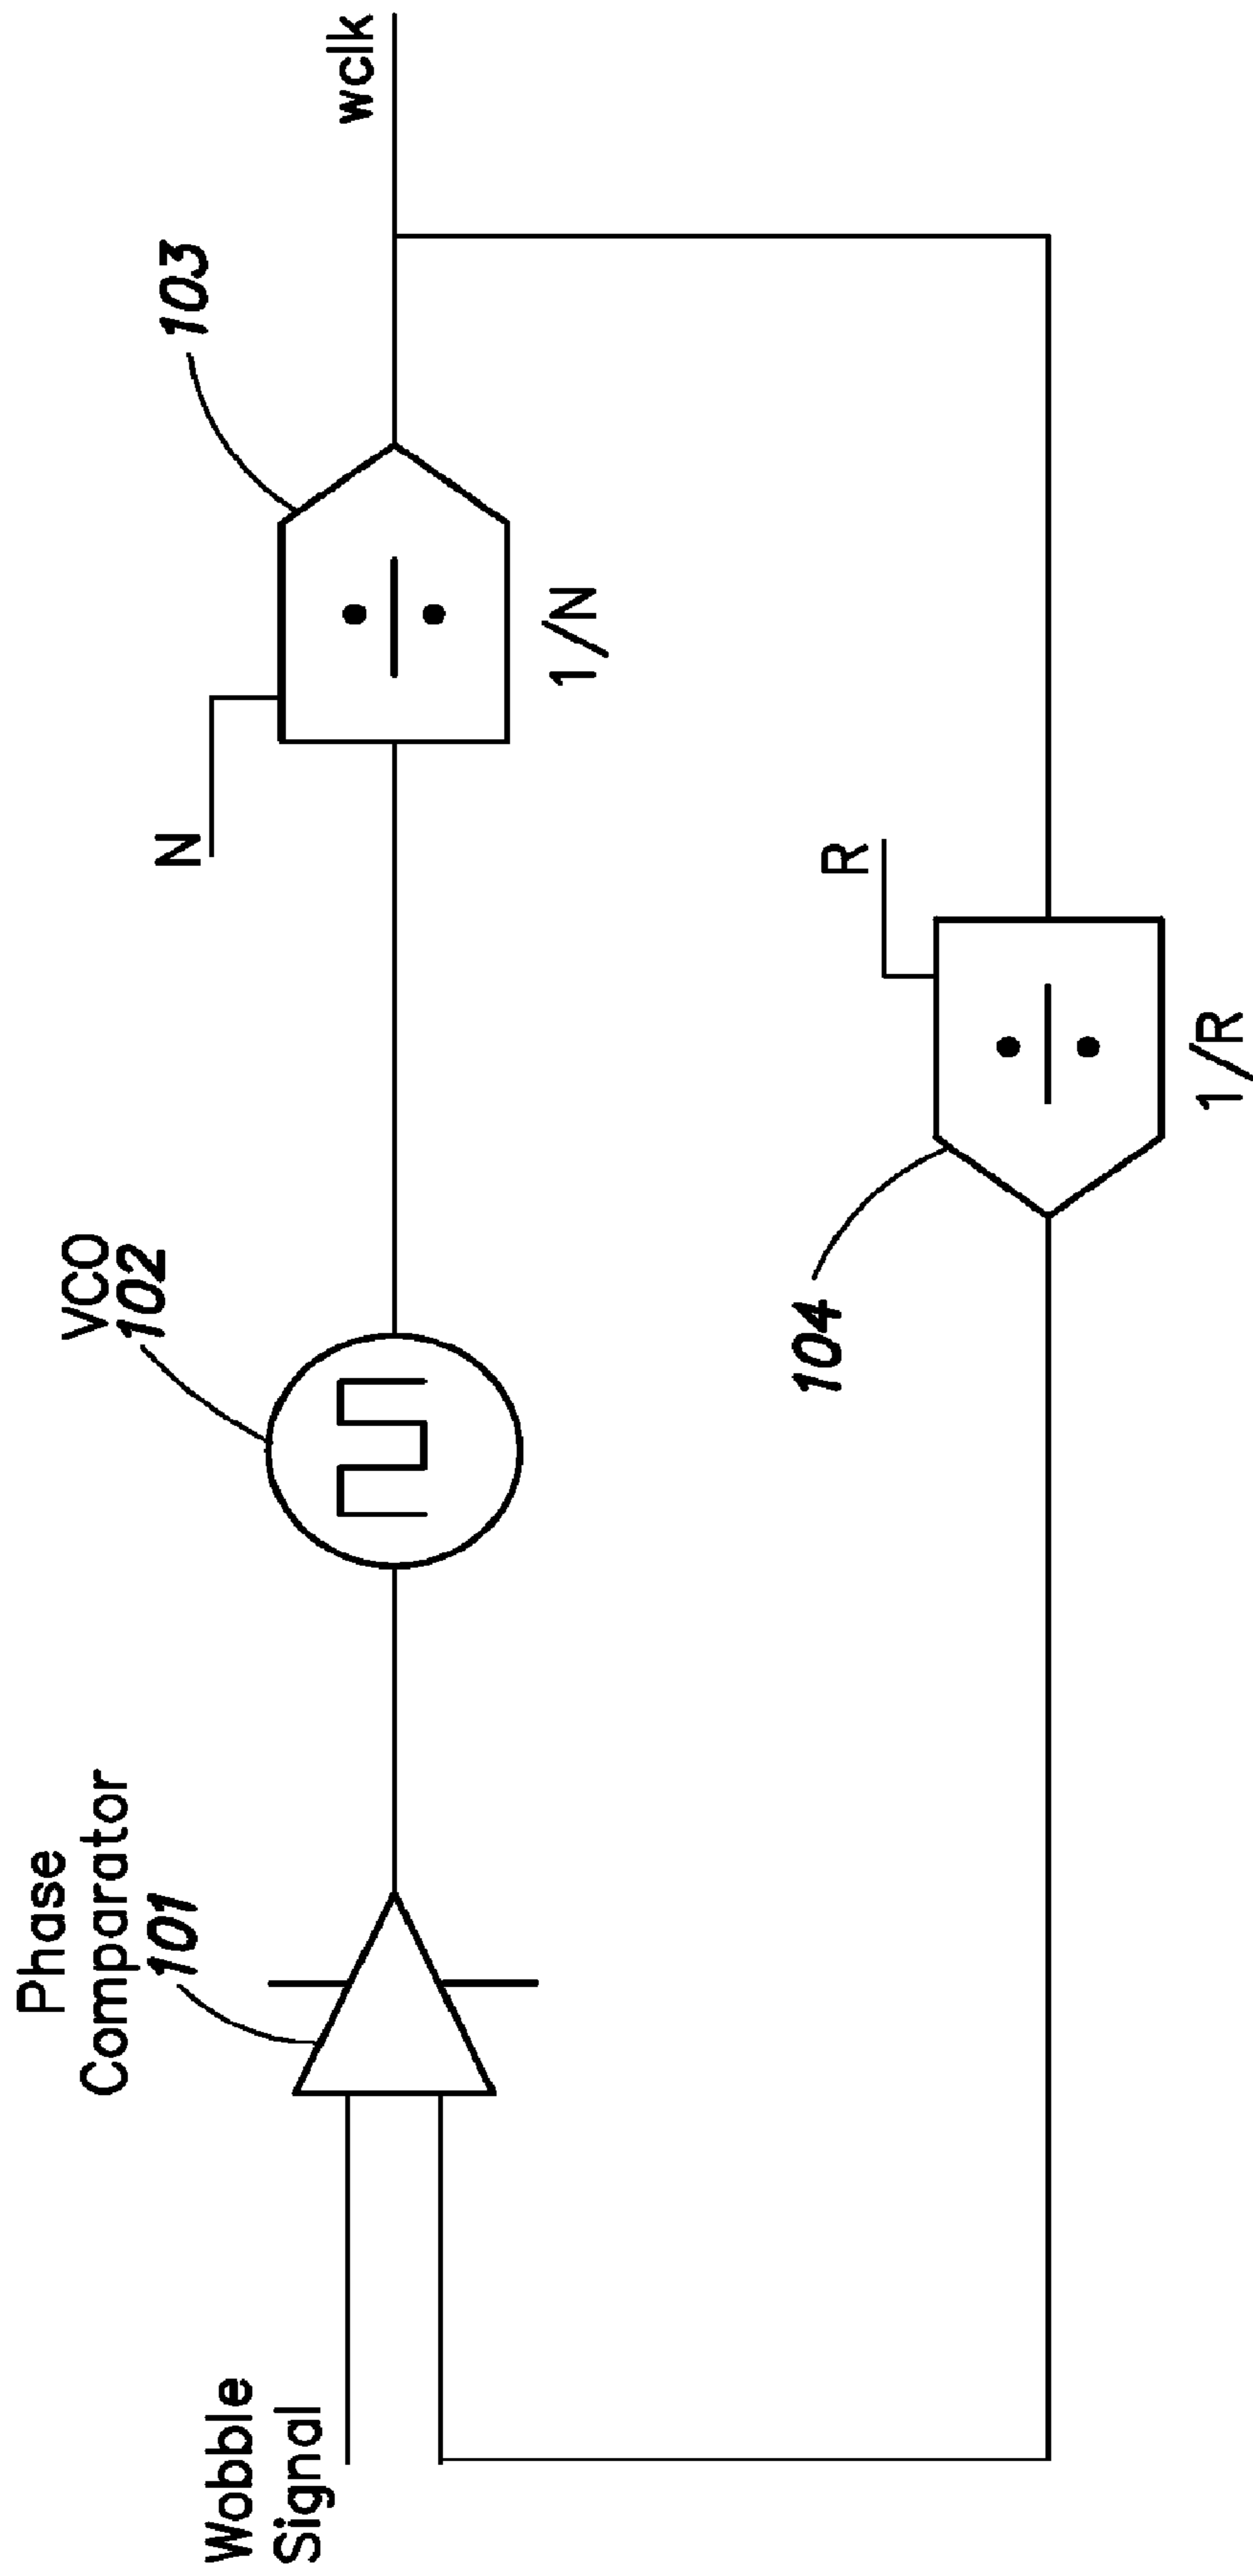 Wobble
Signal
Phase
Comparator
101
VCO
102
N
103
1/N
wclk
104
R
1/R